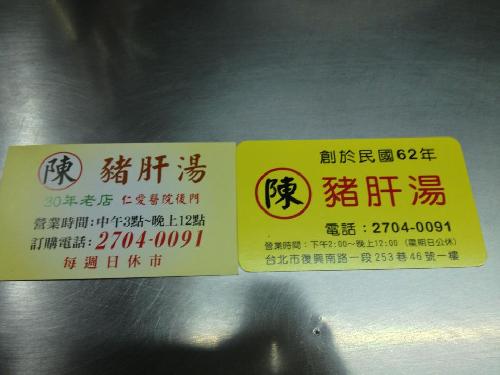 陳 豬肝湯
30年老店 仁愛醫院後門
營業時間:中午3點~晚上12點
訂購電話:2704-0091
每週日休市
創於民國62年
陳 豬肝湯
電話:2704-0091
營業時間:下午2:00~晚上12:00 (星期日公休)
台北市復興南路一段253巷46號一樓